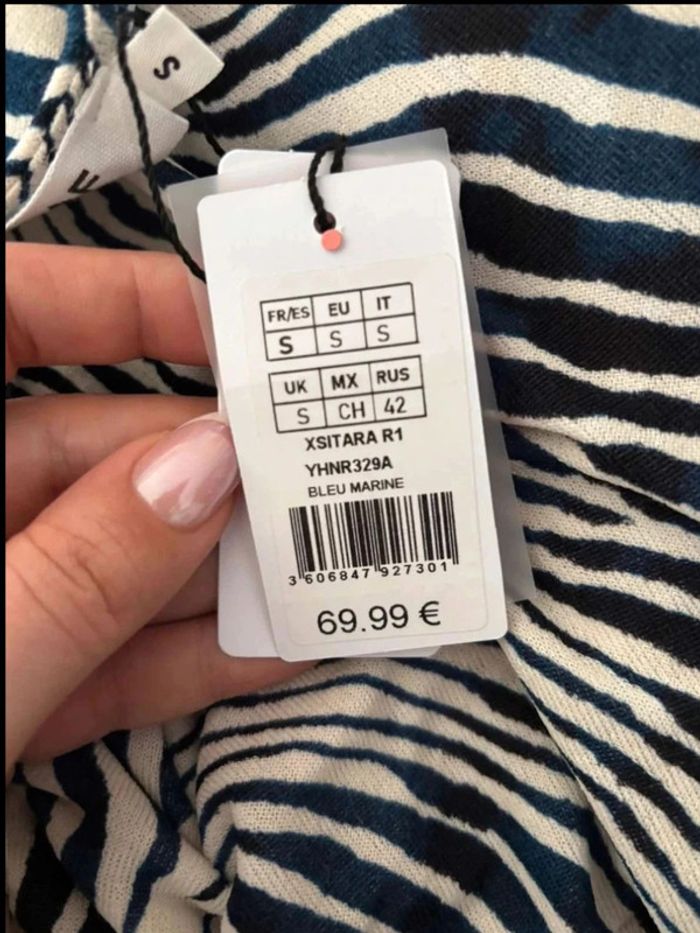 S
FR/ES EU IT
S S S
UK MX RUS
S CH 42
XSITARA R1
YHNR329A
BLEU MARINE
3 606847 927301
69.99 €